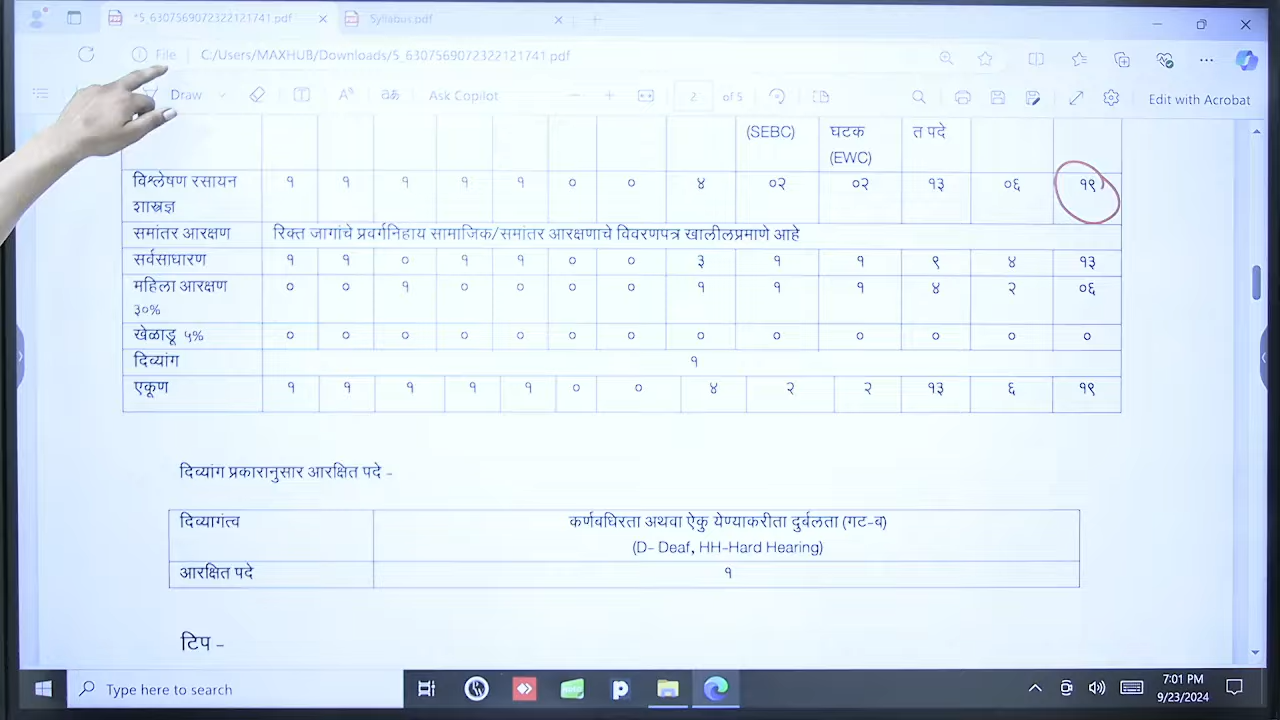 *5_6307569072322121741.pdf
Syllabus.pdf
File
C:/Users/MAXHUB/Downloads/5_6307569072322121741.pdf
Draw
Ask Copilot
2 of 5
Edit with Acrobat
(SEBC) घटक त पदे
(EWC)
विश्लेषण रसायन १ १ १ १ १ ० ० ४ ०२ ०२ १३ ०६ १९
शास्त्रज्ञ
समांतर आरक्षण रिक्त जागांचे प्रवर्गनिहाय सामाजिक/समांतर आरक्षणाचे विवरणपत्र खालीलप्रमाणे आहे
सर्वसाधारण १ १ ० १ १ ० ० ३ १ १ ९ ४ १३
महिला आरक्षण ० ० १ ० ० ० ० १ १ १ ४ २ ०६
३०%
खेळाडू ५% ० ० ० ० ० ० ० ० ० ० ० ० ०
दिव्यांग १
एकूण १ १ १ १ १ ० ० ४ २ २ १३ ६ १९
दिव्यांग प्रकारानुसार आरक्षित पदे -
दिव्यागंत्व कर्णबधिरता अथवा ऐकु येण्याकरीता दुर्बलता (गट-ब)
(D- Deaf, HH-Hard Hearing)
आरक्षित पदे १
टिप -
Type here to search
7:01 PM
9/23/2024